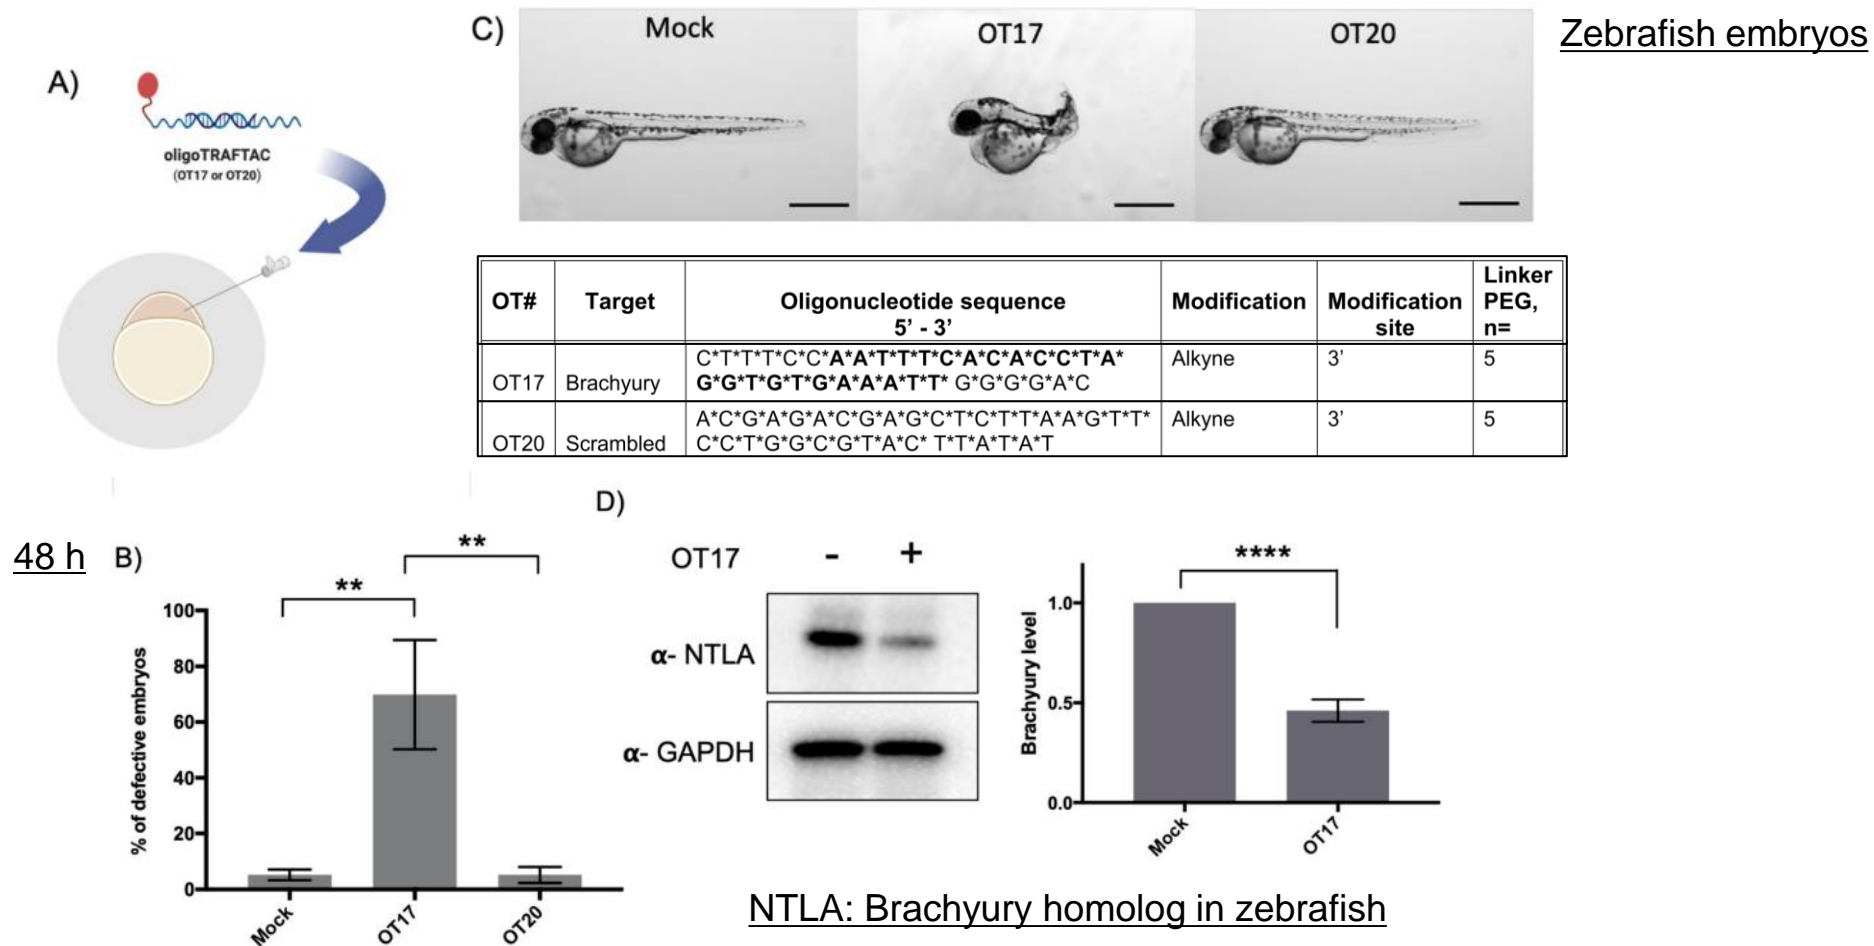 Zebrafish embryos
A)
oligoTRAFTAC
(OT17 or OT20)
C)
Mock
OT17
OT20
OT#
Target
Oligonucleotide sequence
5’ - 3’
Modification
Modification
site
Linker
PEG,
n=
OT17
Brachyury
C*T*T*T*C*C*A*A*T*T*T*C*A*C*A*C*C*T*A*
G*G*T*G*T*G*A*A*A*T*T* G*G*G*G*A*C
Alkyne
3’
5
OT20
Scrambled
A*C*G*A*G*A*C*G*A*G*C*T*C*T*T*A*A*G*T*T*
C*C*T*G*G*C*G*T*A*C* T*T*A*T*A*T
Alkyne
3’
5
48 h
B)
**
**
% of defective embryos
100
80
60
40
20
0
Mock
OT17
OT20
D)
OT17
-
+
α- NTLA
α- GAPDH
****
Brachyury level
1.0
0.5
0.0
Mock
OT17
NTLA: Brachyury homolog in zebrafish